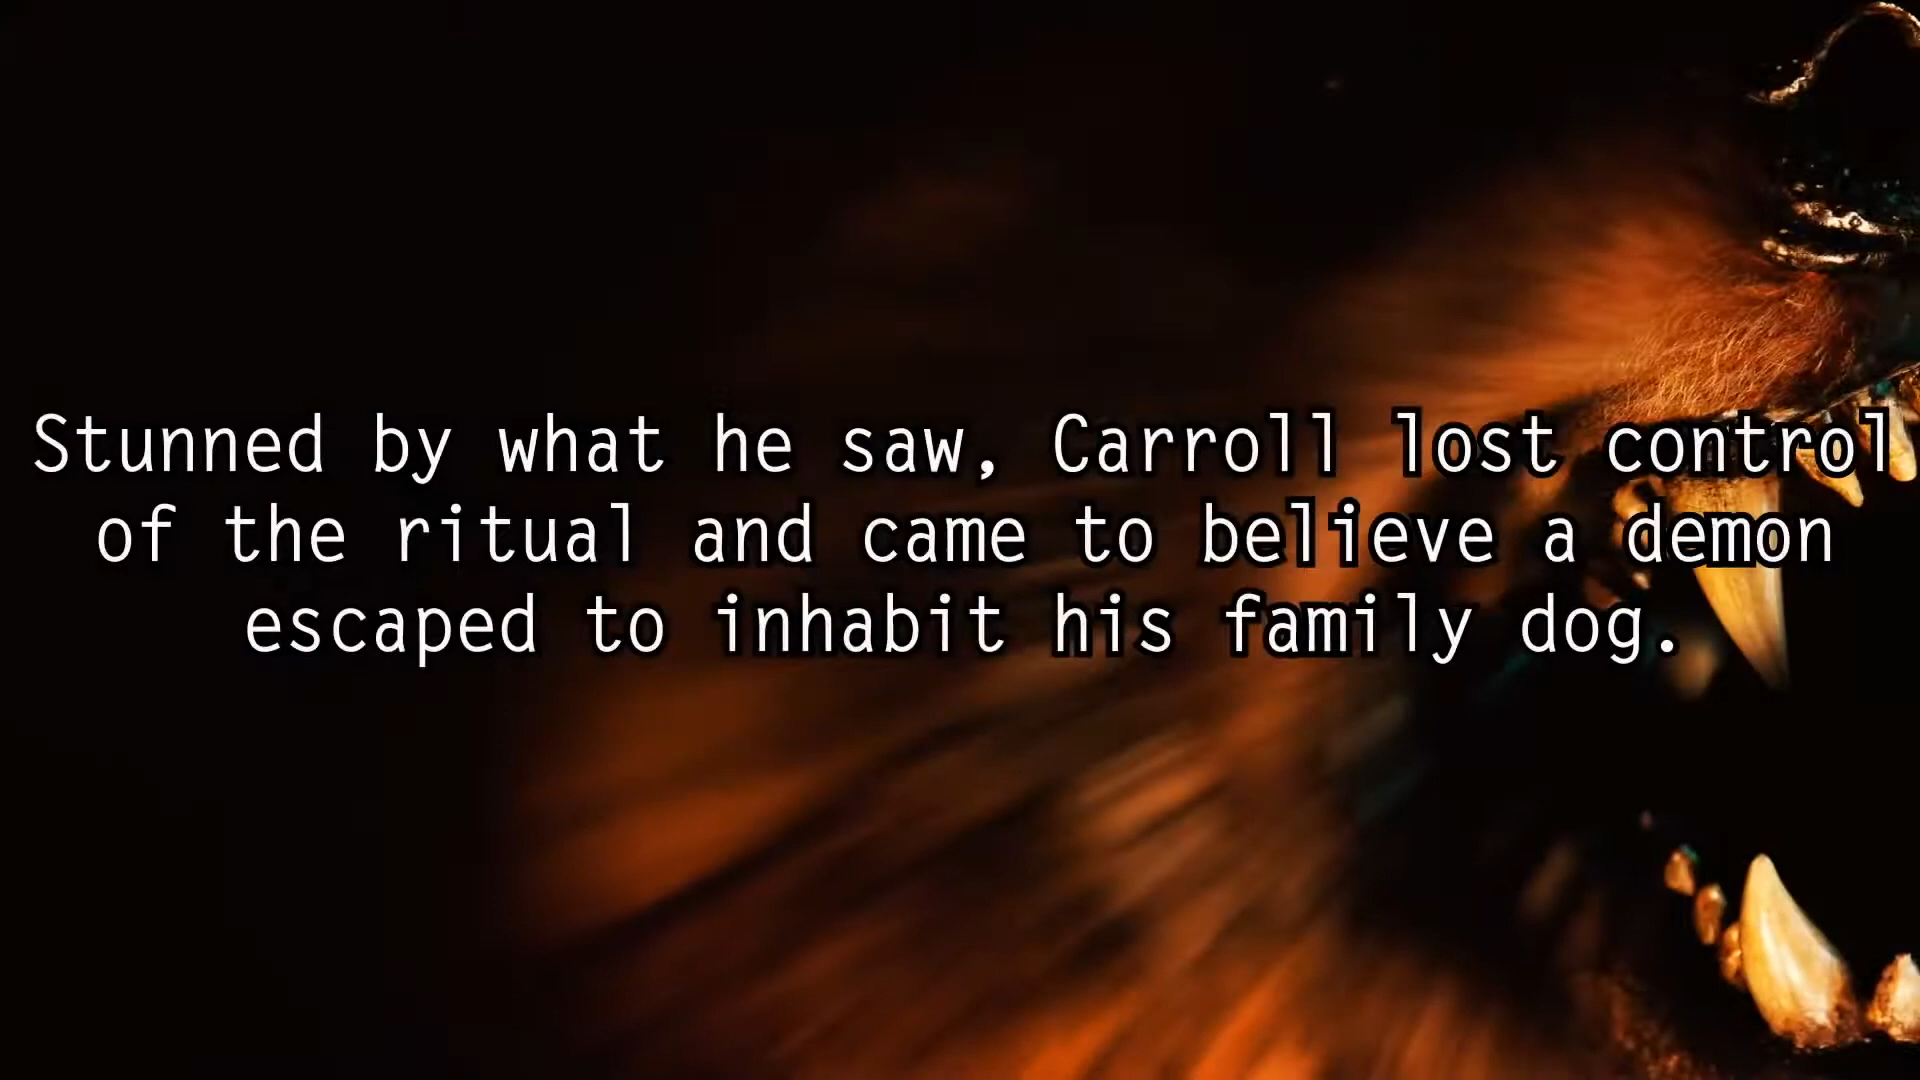 Stunned by what he saw, Carroll lost control
of the ritual and came to believe a demon
escaped to inhabit his family dog.